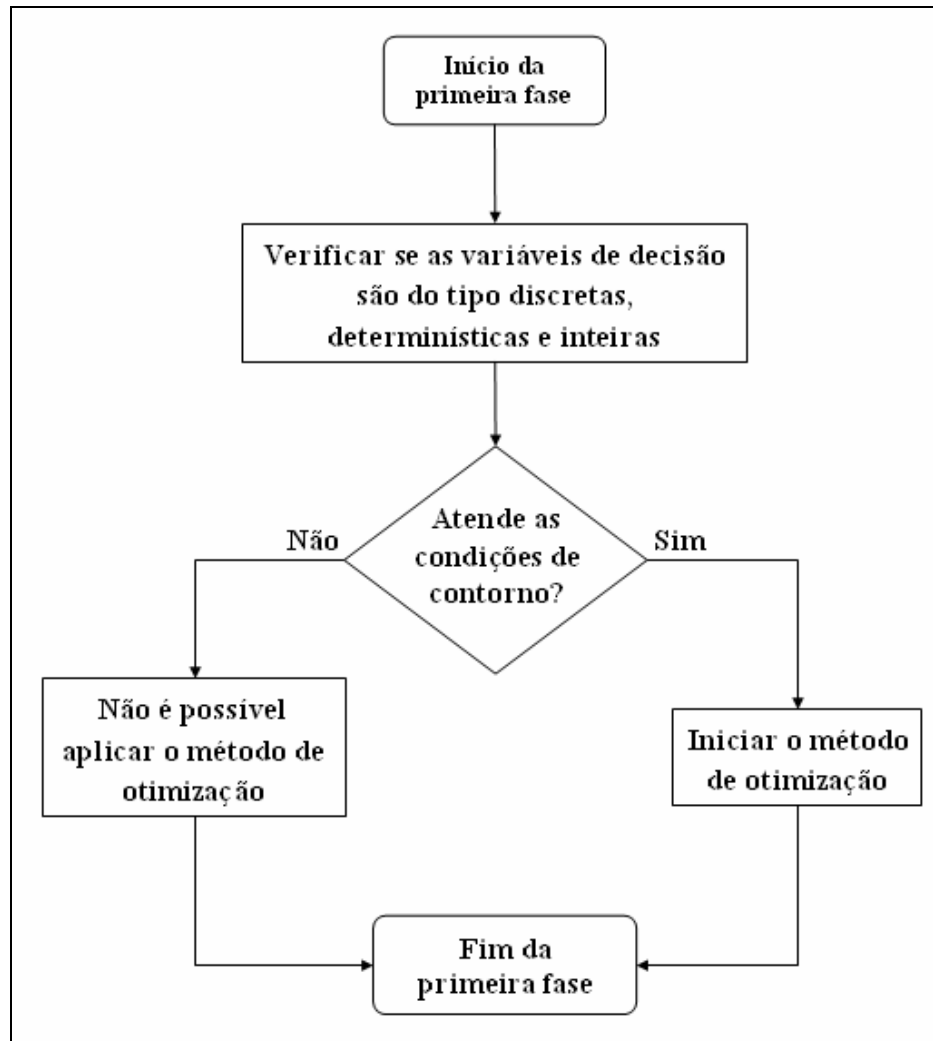 Início da
primeira fase
Verificar se as variáveis de decisão
são do tipo discretas,
determinísticas e inteiras
Não
Atende as
condições de
contorno?
Sim
Não é possível
aplicar o método de
otimização
Iniciar o método
de otimização
Fim da
primeira fase